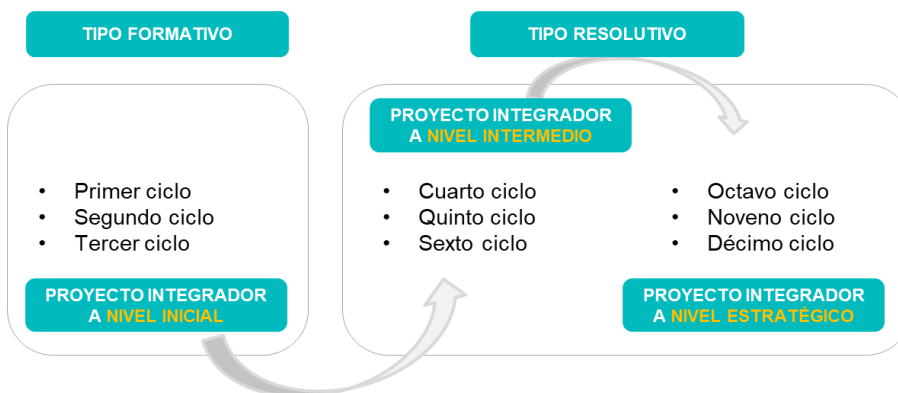 TIPO FORMATIVO
TIPO RESOLUTIVO
• Primer ciclo
• Segundo ciclo
• Tercer ciclo
PROYECTO INTEGRADOR
A NIVEL INICIAL
PROYECTO INTEGRADOR
A NIVEL INTERMEDIO
• Cuarto ciclo
• Quinto ciclo
• Sexto ciclo
• Octavo ciclo
• Noveno ciclo
• Décimo ciclo
PROYECTO INTEGRADOR
A NIVEL ESTRATÉGICO